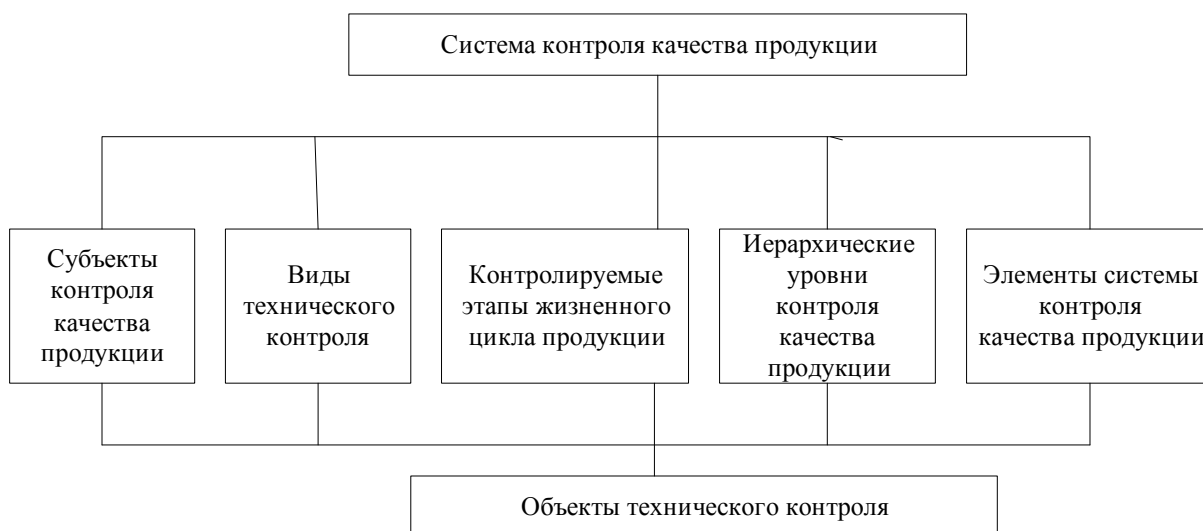 Система контроля качества продукции
Субъекты
контроля
качества
продукции
Виды
технического
контроля
Контролируемые
этапы жизненного
цикла продукции
Иерархические
уровни
контроля
качества
продукции
Элементы системы
контроля
качества продукции
Объекты технического контроля